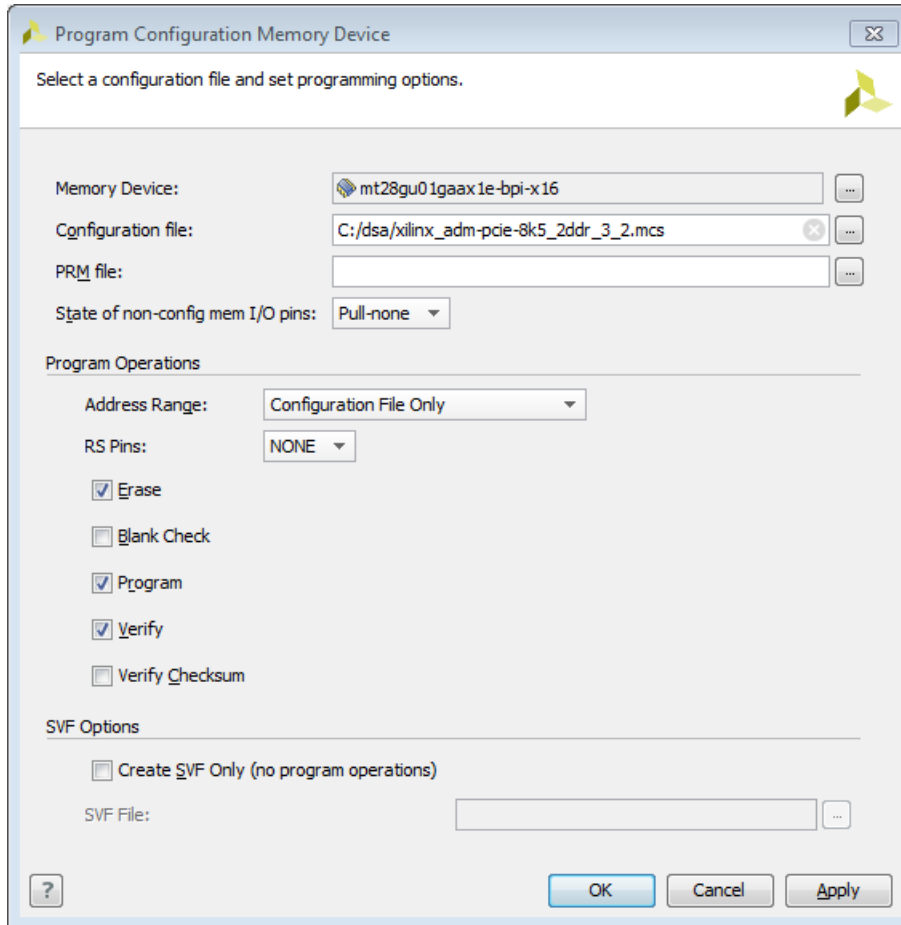 Program Configuration Memory Device
Select a configuration file and set programming options.
Memory Device: mt28gu01gaax1e-bpi-x16 ...
Configuration file: C:/dsa/xilinx_adm-pcie-8k5_2ddr_3_2.mcs ...
PRM file: ...
State of non-config mem I/O pins: Pull-none
Program Operations
Address Range: Configuration File Only
RS Pins: NONE
Erase
Blank Check
Program
Verify
Verify Checksum
SVF Options
Create SVF Only (no program operations)
SVF File: ...
? OK Cancel Apply